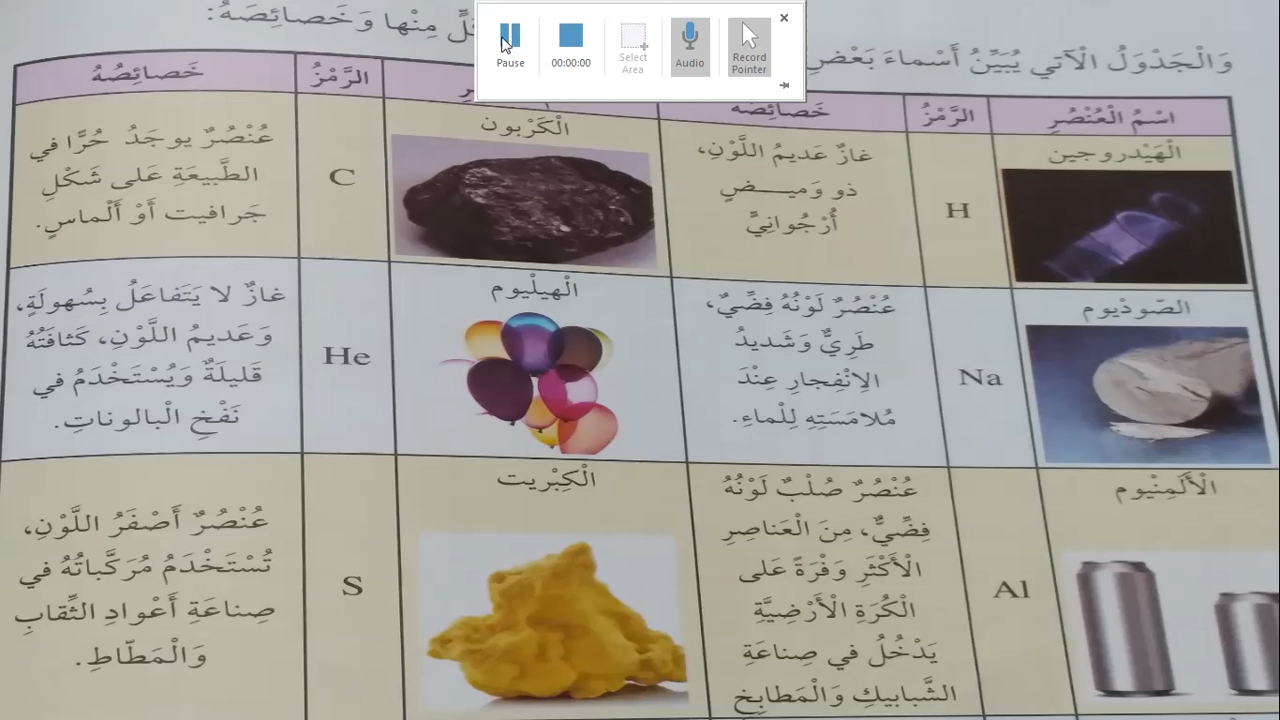 وَالْجَدْوَلُ الْآتي يُبَيِّنُ أَسْماءَ بَعْضِ
مِنْها وَخَصائِصَهُ:
Pause
00:00:00
Select Area
Audio
Record Pointer
اسْمُ الْعُنْصُرِ
الرَّمْزُ
خَصائِصُهُ
الرَّمْزُ
خَصائِصُهُ
الْهَيْدروجين
H
غازٌ عَديمُ اللَّوْنِ،
ذو وَميـــضٍ
أُرْجُوانِيٍّ
الْكَرْبون
C
عُنْصُرٌ يوجَدُ حُرًّا في
الطَّبيعَةِ عَلى شَكْلِ
جَرافيت أَوْ أَلْماسٍ.
الصّودْيوم
Na
عُنْصُرٌ لَوْنُهُ فِضِّيٌّ،
طَرِيٌّ وَشَديدُ
الِانْفِجارِ عِنْدَ
مُلامَسَتِهِ لِلْماءِ.
الْهيلْيوم
He
غازٌ لا يَتَفاعَلُ بِسُهولَةٍ،
وَعَديمُ اللَّوْنِ، كَثافَتُهُ
قَليلَةٌ وَيُسْتَخْدَمُ في
نَفْخِ الْبالوناتِ.
الْأَلَمِنْيوم
Al
عُنْصُرٌ صُلْبٌ لَوْنُهُ
فِضِّيٌّ، مِنَ الْعَناصِرِ
الْأَكْثَرِ وَفْرَةً عَلى
الْكُرَةِ الْأَرْضِيَّةِ
يَدْخُلُ في صِناعَةِ
الشَّبابيكِ وَالْمَطابِخِ
الْكِبْريت
S
عُنْصُرٌ أَصْفَرُ اللَّوْنِ،
تُسْتَخْدَمُ مُرَكَّباتُهُ في
صِناعَةِ أَعْوادِ الثِّقابِ
وَالْمَطّاطِ.